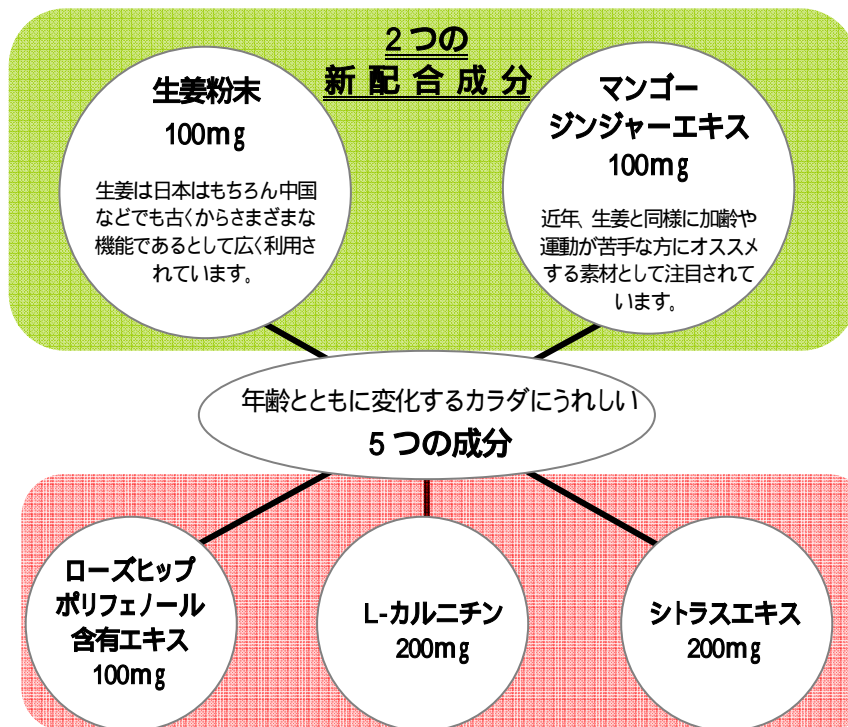 2つの
新配合成分
生姜粉末
100mg
生姜は日本はもちろん中国
などでも古くからさまざまな
機能であるとして広く利用さ
れています。
マンゴー
ジンジャーエキス
100mg
近年、生姜と同様に加齢や
運動が苦手な方にオススメ
する素材として注目されて
います。
年齢とともに変化するカラダにうれしい
5つの成分
ローズヒップ
ポリフェノール
含有エキス
100mg
L-カルニチン
200mg
シトラスエキス
200mg